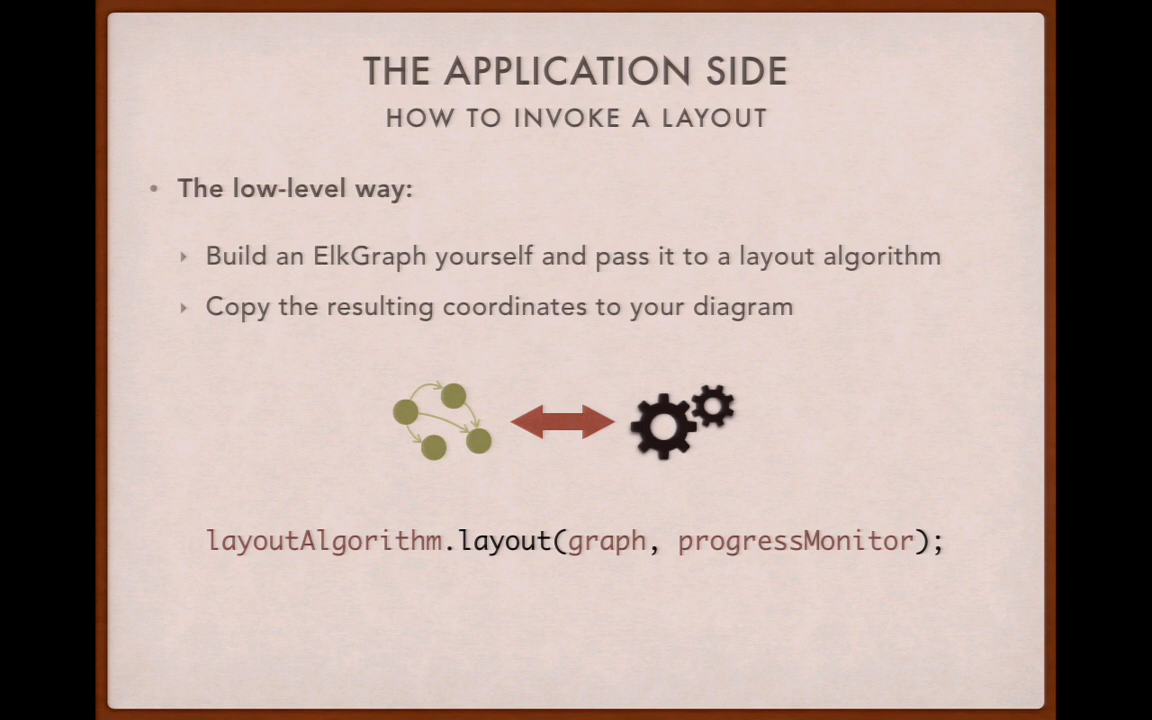 THE APPLICATION SIDE
HOW TO INVOKE A LAYOUT
• The low-level way:
‣ Build an ElkGraph yourself and pass it to a layout algorithm
‣ Copy the resulting coordinates to your diagram
layoutAlgorithm.layout(graph, progressMonitor);